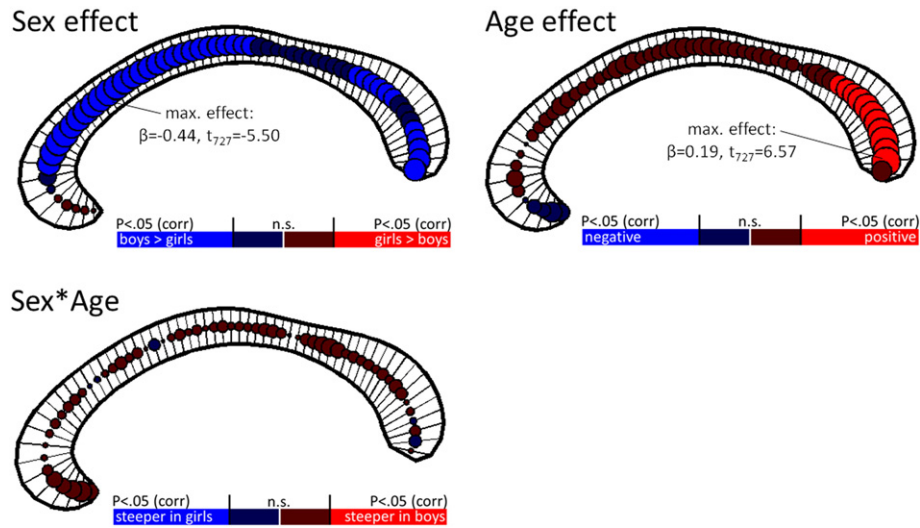 Sex effect
max. effect:
β=-0.44, t727=-5.50
P<.05 (corr) n.s. P<.05 (corr)
boys > girls girls > boys
Age effect
max. effect:
β=0.19, t727=6.57
P<.05 (corr) n.s. P<.05 (corr)
negative positive
Sex*Age
P<.05 (corr) n.s. P<.05 (corr)
steeper in girls steeper in boys